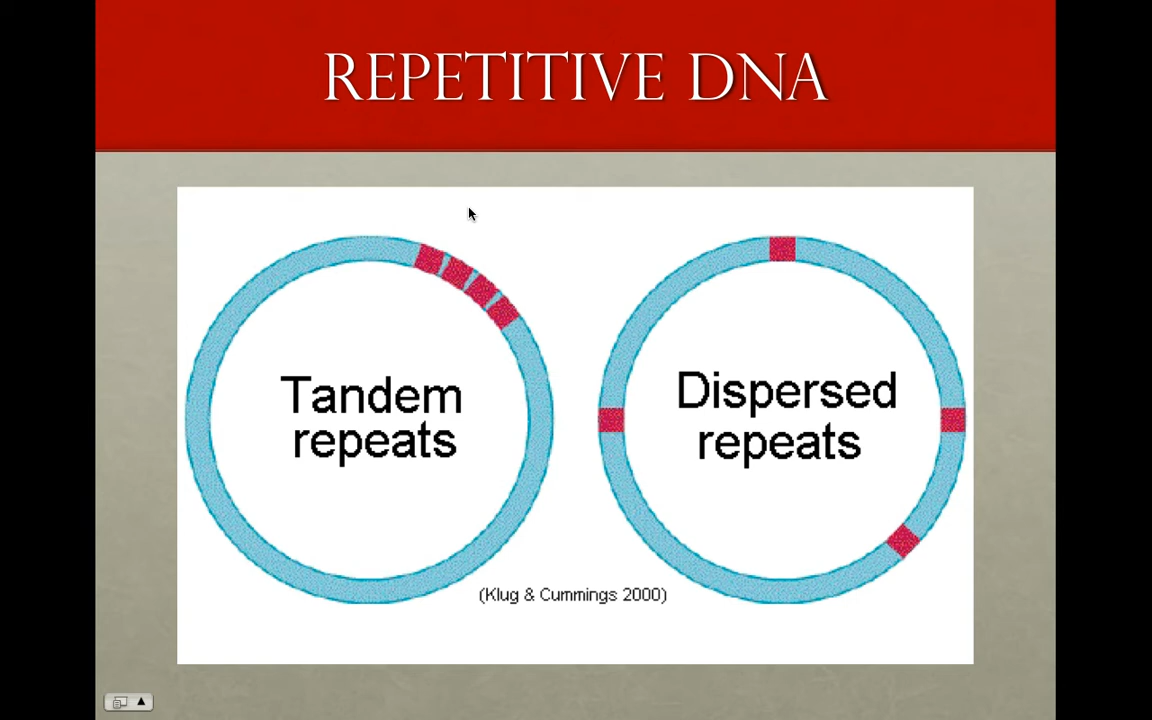 REPETITIVE DNA
Tandem
repeats
Dispersed
repeats
(Klug & Cummings 2000)